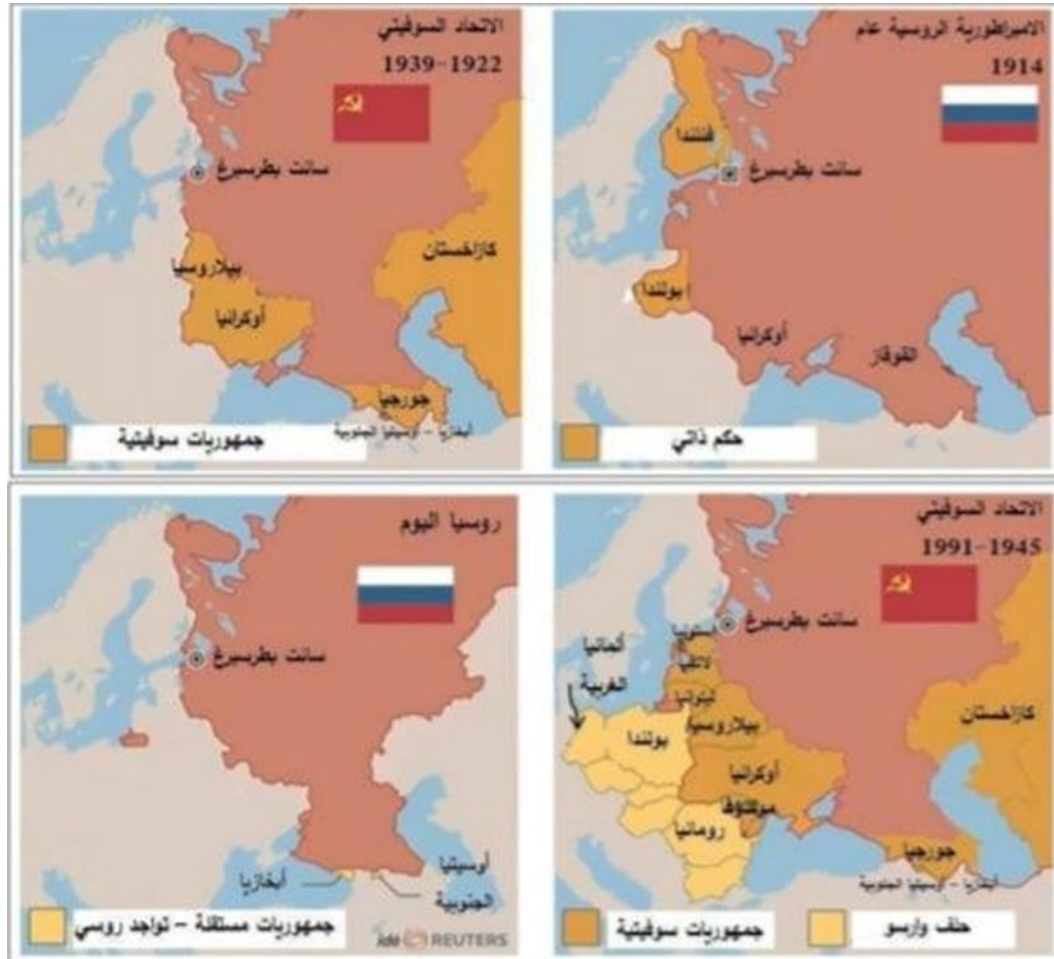 الامبراطورية الروسية عام
1914
فنلندا
سانت بطرسبرغ
بولندا
أوكرانيا
القوقاز
حكم ذاتي
الاتحاد السوفيتي
1939-1922
سانت بطرسبرغ
كازاخستان
بيلاروسيا
أوكرانيا
جورجيا
أبخازيا - أوسيتيا الجنوبية
جمهوريات سوفيتية
الاتحاد السوفيتي
1991-1945
سانت بطرسبرغ
استونيا
ألمانيا
لاتفيا
الغربية
ليتوانيا
كازاخستان
بيلاروسيا
بولندا
أوكرانيا
مولدوفا
رومانيا
جورجيا
أبخازيا - أوسيتيا الجنوبية
حلف وارسو
جمهوريات سوفيتية
روسيا اليوم
سانت بطرسبرغ
أوسيتيا
أبخازيا
الجنوبية
جمهوريات مستقلة - تواجد روسي
REUTERS